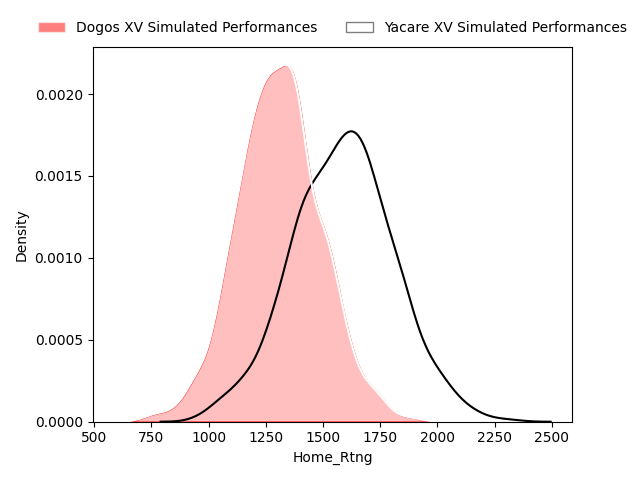 Dogos XV Simulated Performances Yacare XV Simulated Performances
0.0020
0.0015
0.0010
0.0005
0.0000
Density
500 750 1000 1250 1500 1750 2000 2250 2500
Home_Rtng